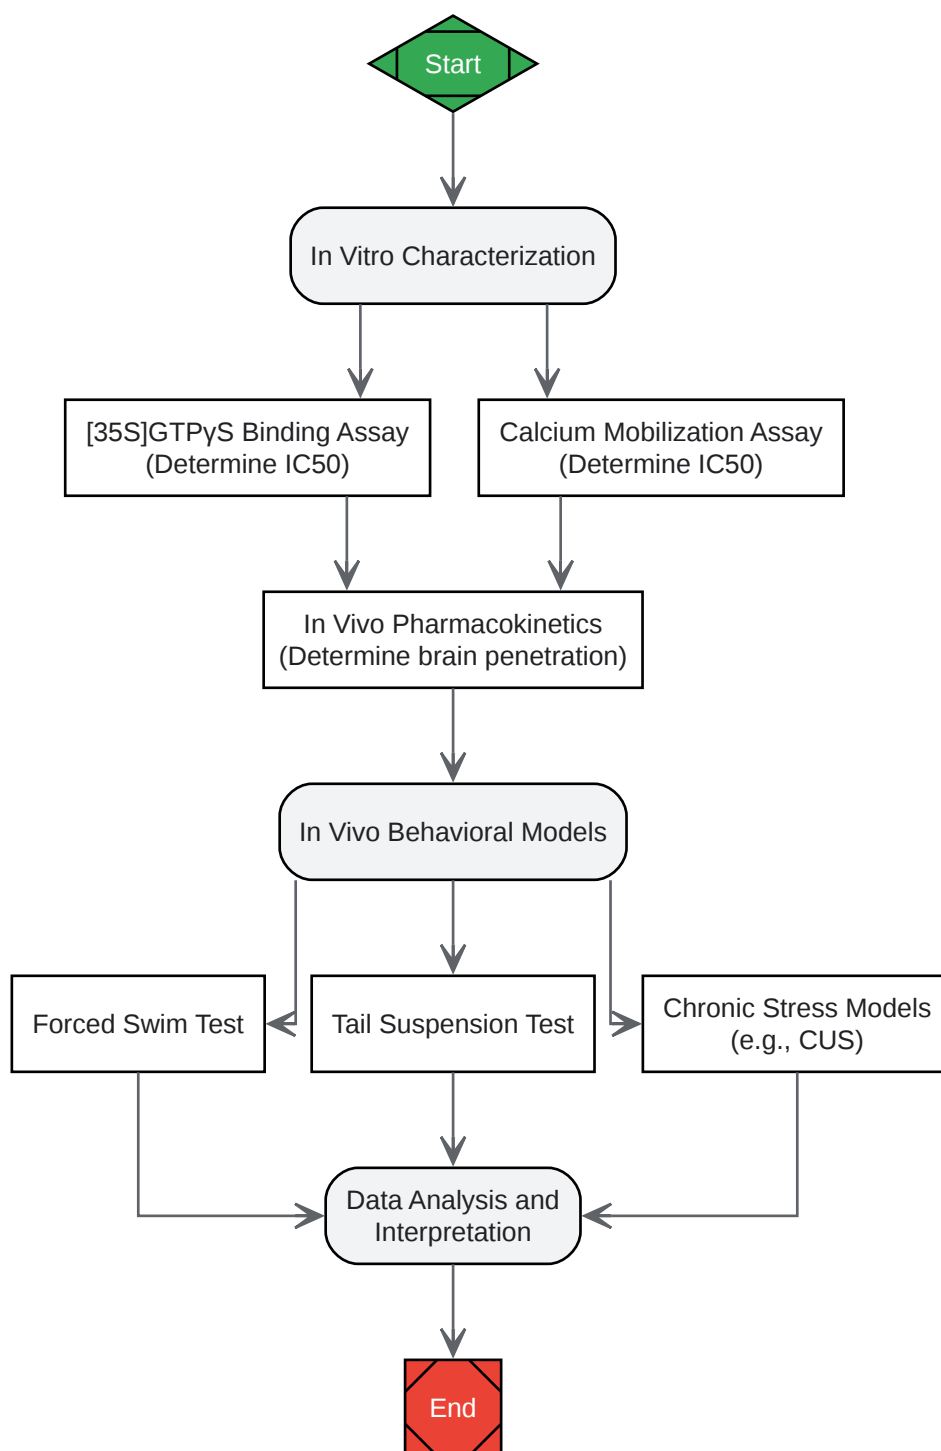 Start
In Vitro Characterization
[35S]GTPγS Binding Assay
(Determine IC50)
Calcium Mobilization Assay
(Determine IC50)
In Vivo Pharmacokinetics
(Determine brain penetration)
In Vivo Behavioral Models
Forced Swim Test
Tail Suspension Test
Chronic Stress Models
(e.g., CUS)
Data Analysis and
Interpretation
End